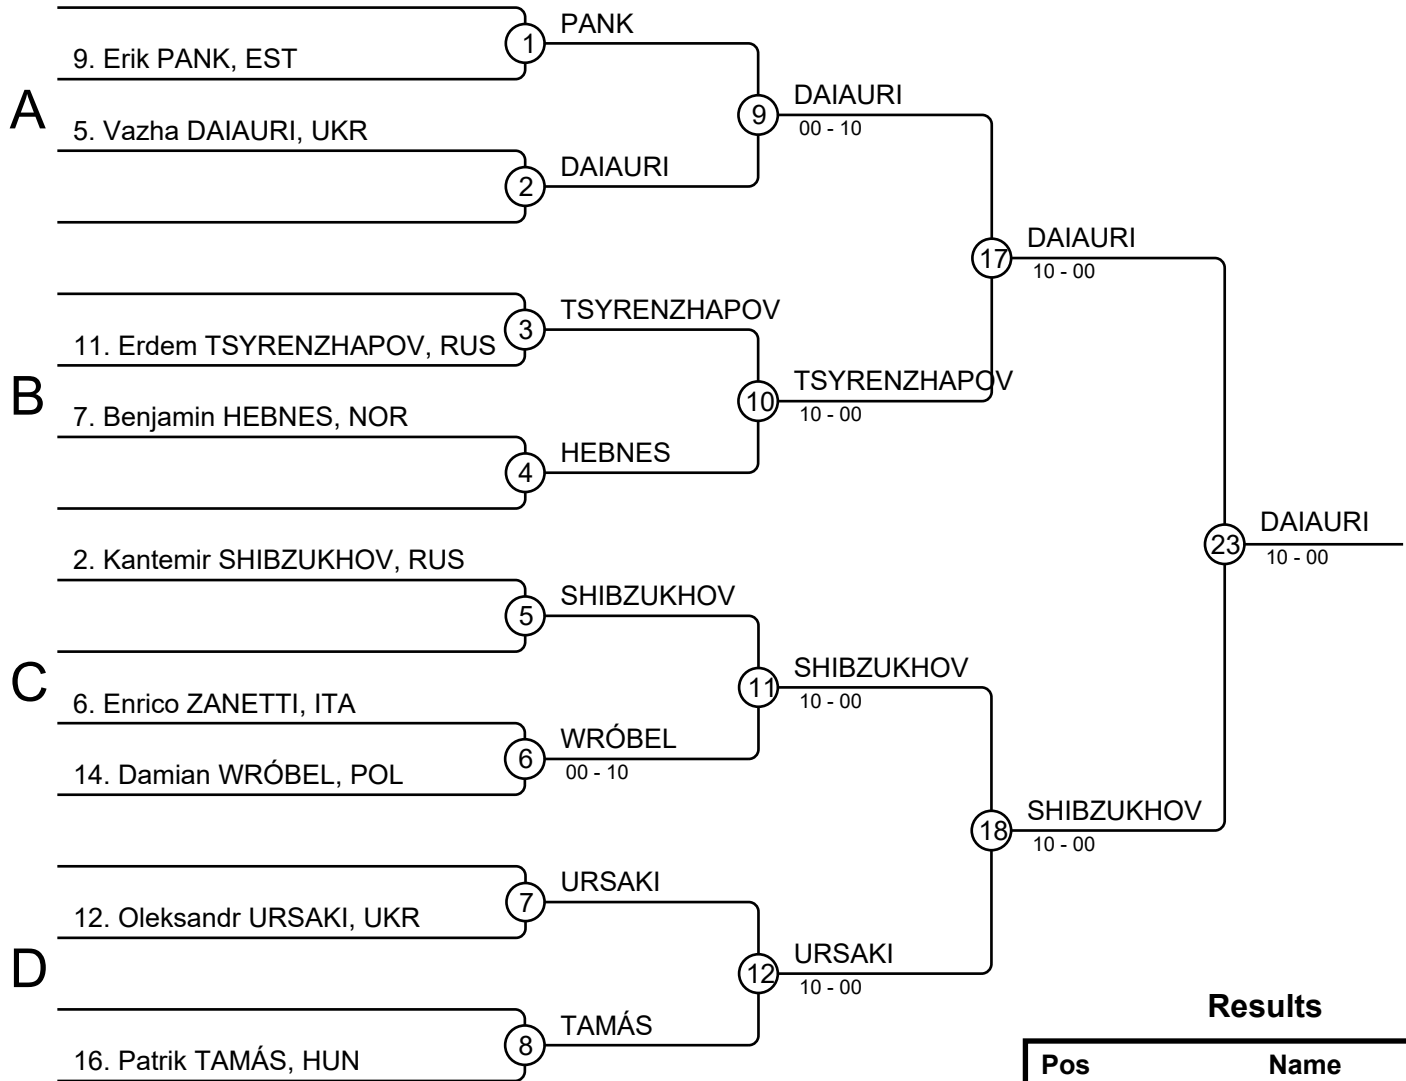 PANK
1
9. Erik PANK, EST
A
DAIAURI
9
00 - 10
5. Vazha DAIAURI, UKR
DAIAURI
2
DAIAURI
17
10 - 00
TSYRENZHAPOV
3
11. Erdem TSYRENZHAPOV, RUS
B
TSYRENZHAPOV
10
10 - 00
7. Benjamin HEBNES, NOR
HEBNES
4
DAIAURI
23
10 - 00
2. Kantemir SHIBZUKHOV, RUS
SHIBZUKHOV
5
C
SHIBZUKHOV
11
10 - 00
6. Enrico ZANETTI, ITA
WRÓBEL
6
00 - 10
14. Damian WRÓBEL, POL
SHIBZUKHOV
18
10 - 00
URSAKI
7
12. Oleksandr URSAKI, UKR
D
URSAKI
12
10 - 00
TAMÁS
8
16. Patrik TAMÁS, HUN
Results
Pos Name